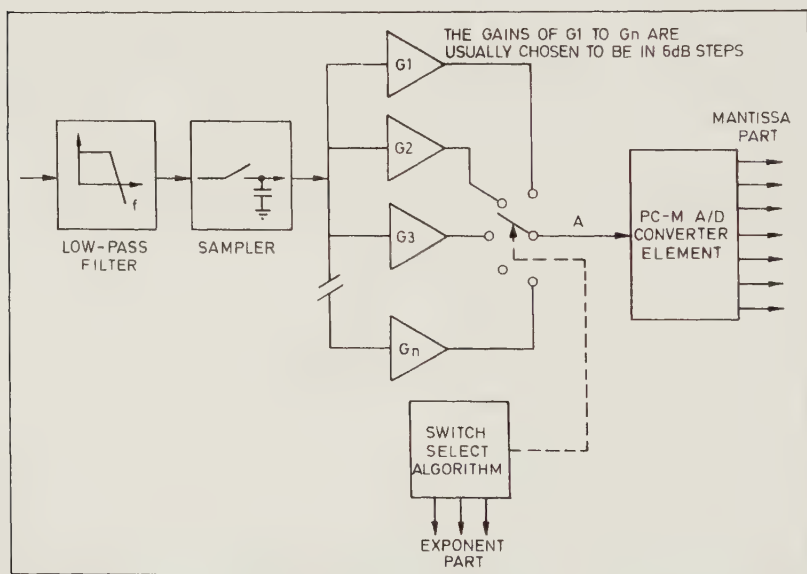 THE GAINS OF G1 TO Gn ARE
USUALLY CHOSEN TO BE IN 6dB STEPS
G1
MANTISSA
PART
G2
f
LOW-PASS
FILTER
SAMPLER
G3
A
PC-M A/D
CONVERTER
ELEMENT
Gn
SWITCH
SELECT
ALGORITHM
EXPONENT
PART